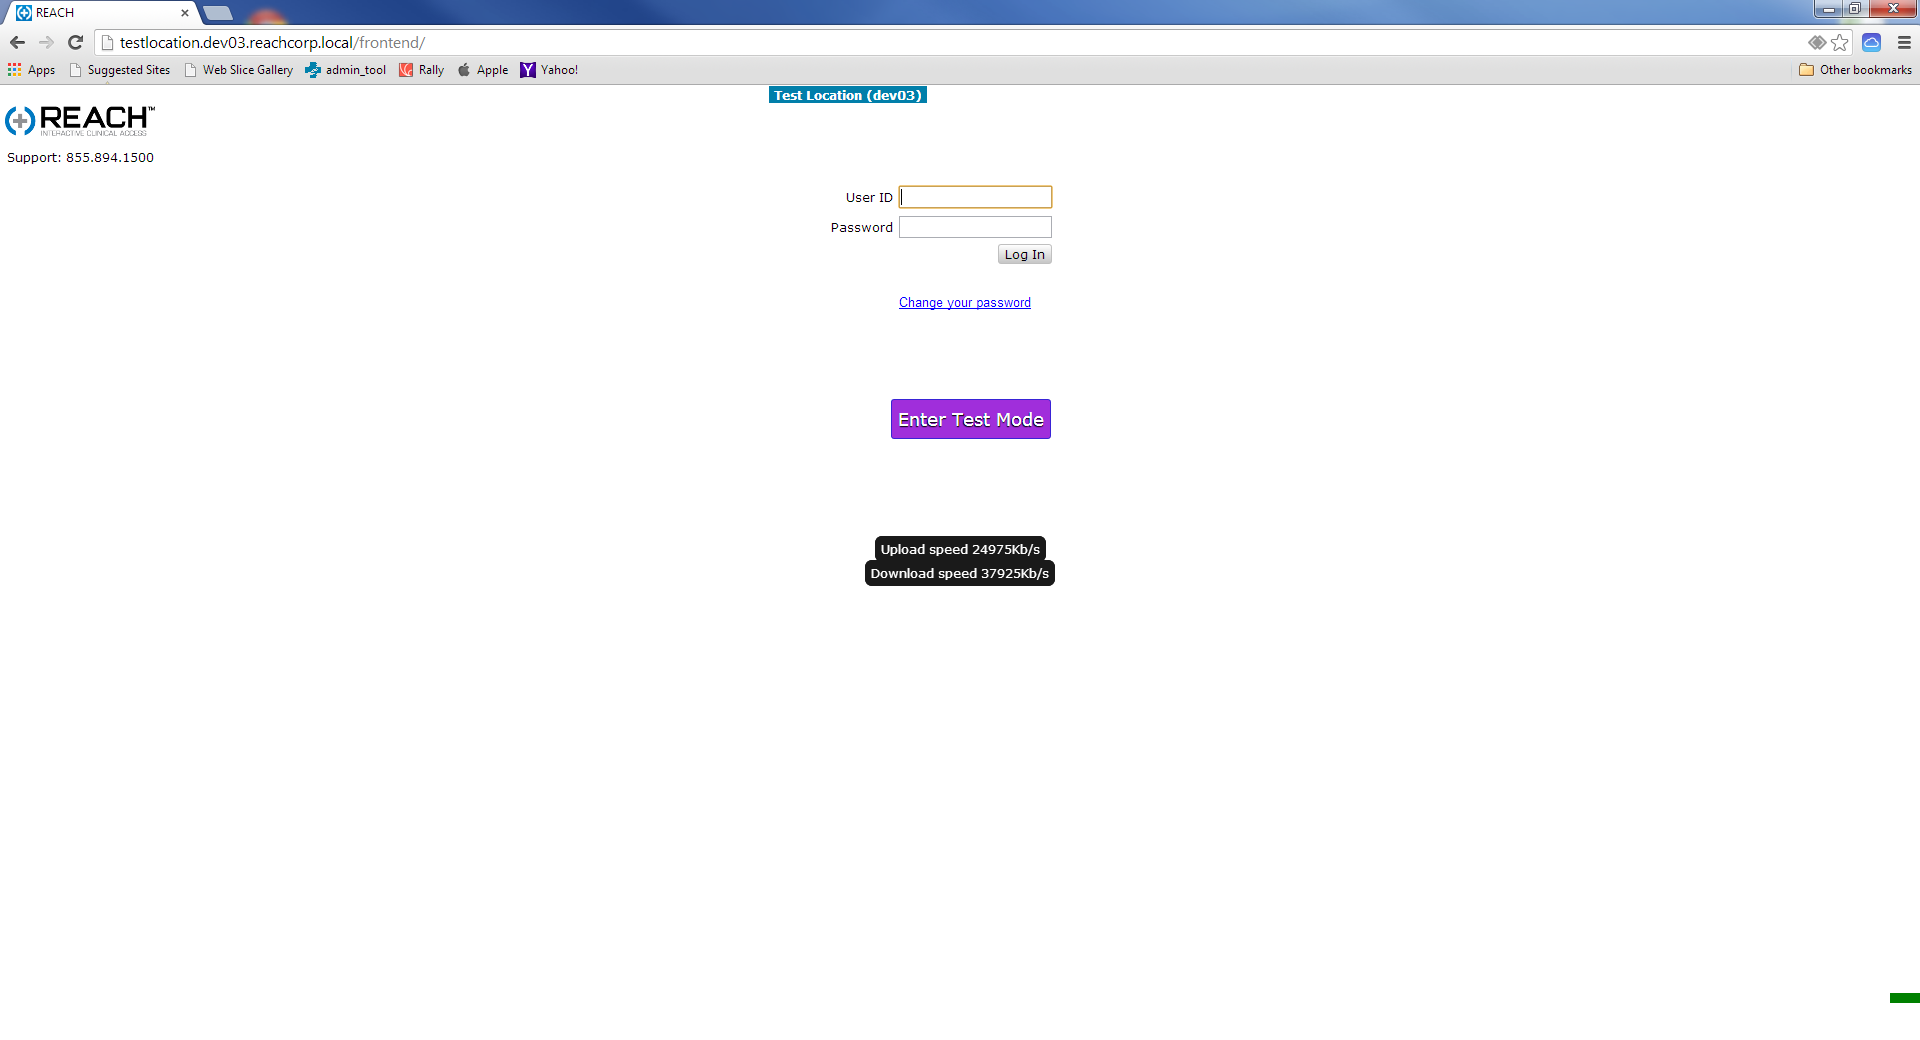 REACH
testlocation.dev03.reachcorp.local/frontend/
Apps Suggested Sites Web Slice Gallery admin_tool Rally Apple Yahoo! Other bookmarks
Test Location (dev03)
REACH™
INTERACTIVE CLINICAL ACCESS
Support: 855.894.1500
User ID
Password
Log In
Change your password
Enter Test Mode
Upload speed 24975Kb/s
Download speed 37925Kb/s